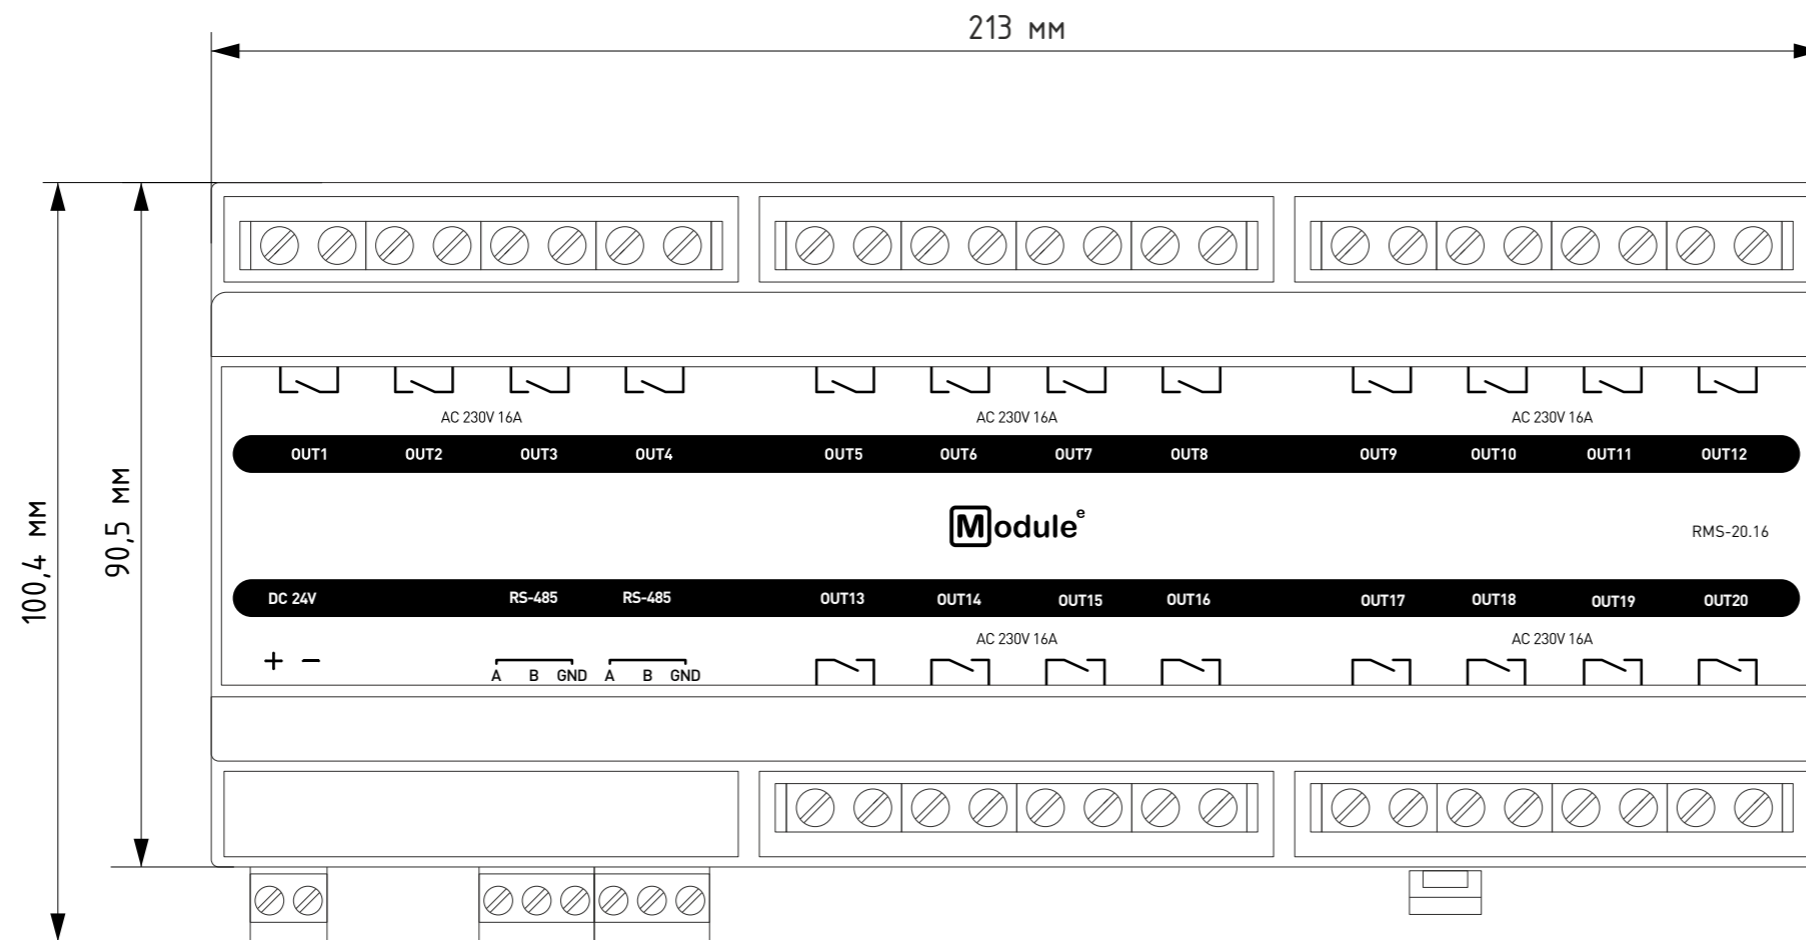 213 мм
AC 230V 16A AC 230V 16A AC 230V 16A
OUT1 OUT2 OUT3 OUT4 OUT5 OUT6 OUT7 OUT8 OUT9 OUT10 OUT11 OUT12
100,4 мм
90,5 мм
Module e
RMS-20.16
DC 24V RS-485 RS-485 OUT13 OUT14 OUT15 OUT16 OUT17 OUT18 OUT19 OUT20
AC 230V 16A AC 230V 16A
+ −
A B GND A B GND